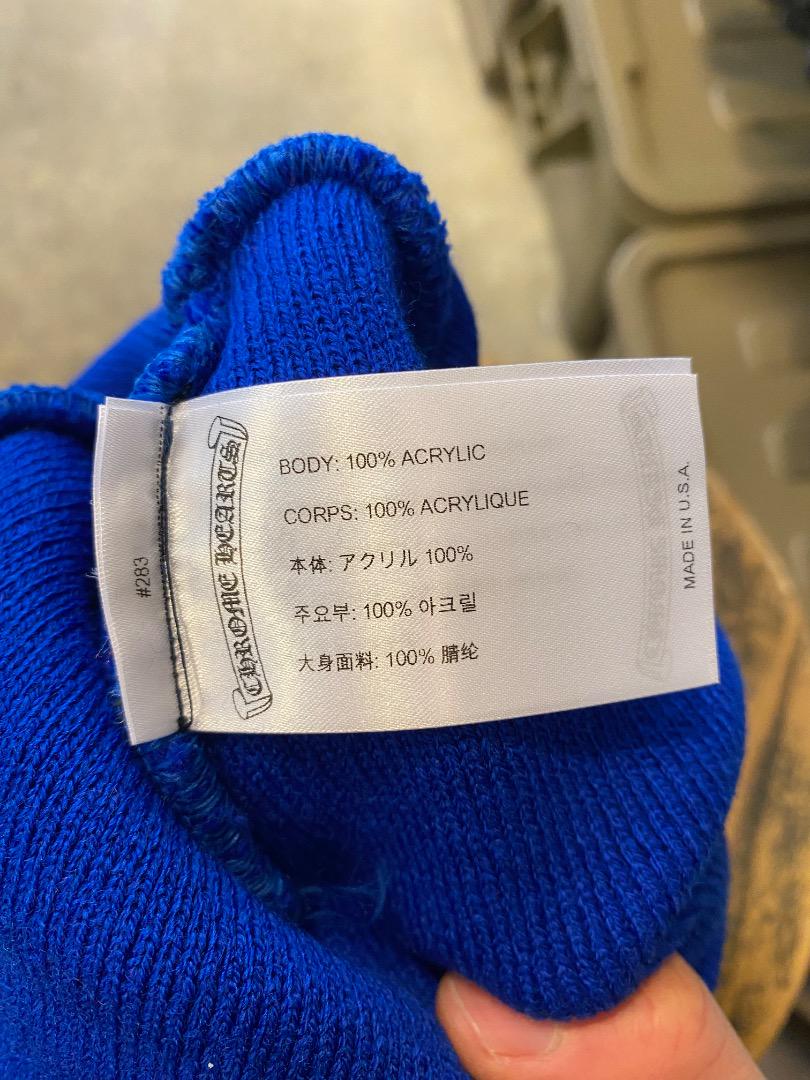 #283
CHROME HEARTS
BODY: 100% ACRYLIC
CORPS: 100% ACRYLIQUE
本体: アクリル 100%
주요부: 100% 아크릴
大身面料: 100% 腈纶
MADE IN U.S.A.